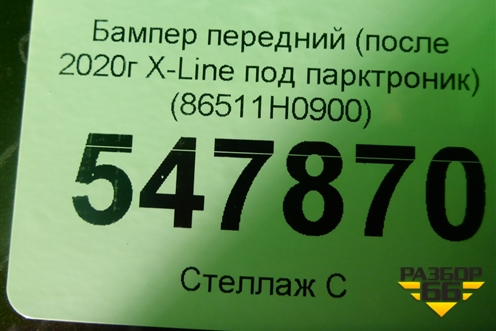 Бампер передний (после
2020г X-Line под парктроник)
(86511H0900)
547870
Стеллаж С
РАЗБОР
66